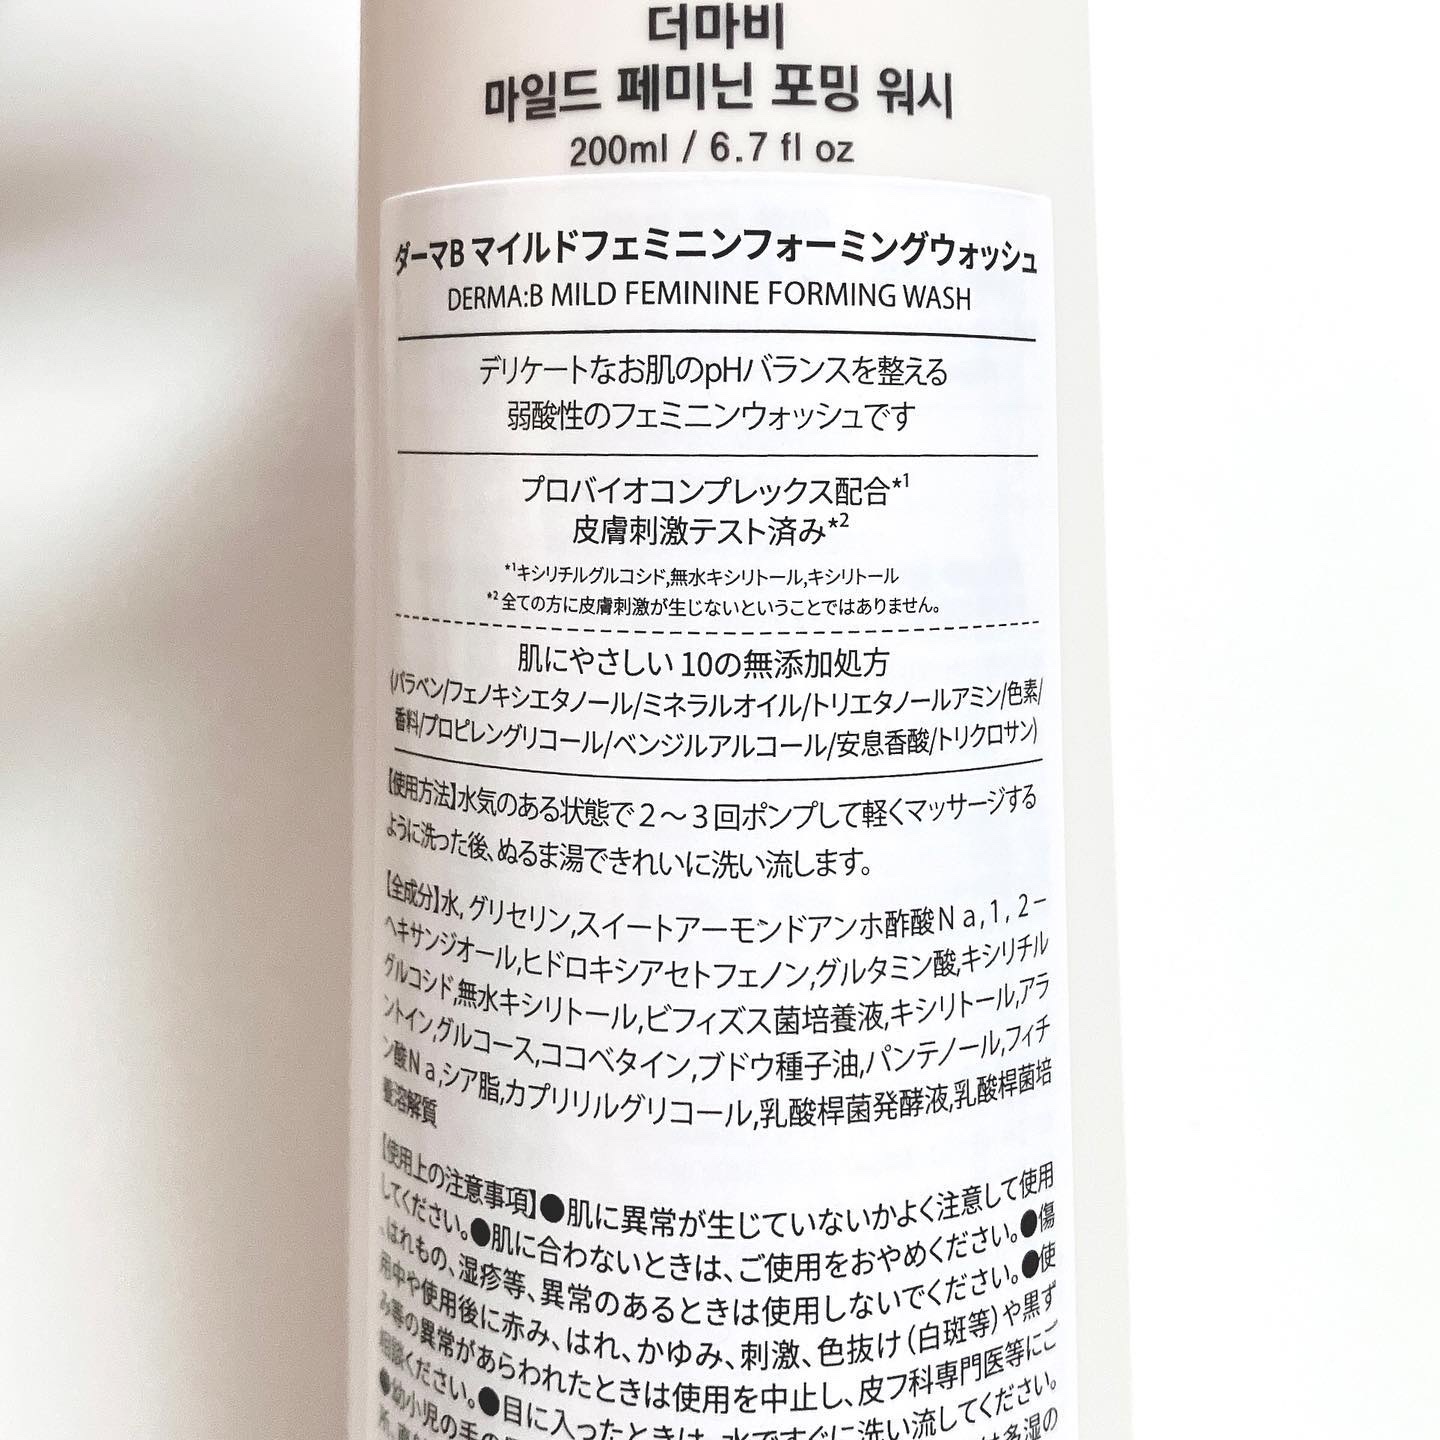 더마비
마일드 페미닌 포밍 워시
200ml / 6.7 fl oz
ダーマB マイルドフェミニンフォーミングウォッシュ
DERMA:B MILD FEMININE FORMING WASH
デリケートなお肌のpHバランスを整える
弱酸性のフェミニンウォッシュです
プロバイオコンプレックス配合*1
皮膚刺激テスト済み*2
*1キシリチルグルコシド,無水キシリトール,キシリトール
*2 全ての方に皮膚刺激が生じないということではありません。
肌にやさしい 10の無添加処方
(パラベン/フェノキシエタノール/ミネラルオイル/トリエタノールアミン/色素/
香料/プロピレングリコール/ベンジルアルコール/安息香酸/トリクロサン)
【使用方法】水気のある状態で2～3回ポンプして軽くマッサージする
ように洗った後、ぬるま湯できれいに洗い流します。
【全成分】水, グリセリン,スイートアーモンドアンホ酢酸Ｎａ,1, 2−
ヘキサンジオール,ヒドロキシアセトフェノン,グルタミン酸,キシリチル
グルコシド,無水キシリトール,ビフィズス菌培養液,キシリトール,アラ
ントイン,グルコース,ココベタイン,ブドウ種子油,パンテノール,フィチ
ン酸Ｎａ,シア脂,カプリリルグリコール,乳酸桿菌発酵液,乳酸桿菌培
養溶解質
【使用上の注意事項】●肌に異常が生じていないかよく注意して使用
してください。●肌に合わないときは、ご使用をおやめください。●傷
、はれもの、湿疹等、異常のあるときは使用しないでください。●使
用中や使用後に赤み、はれ、かゆみ、刺激、色抜け（白斑等）や黒ず
み等の異常があらわれたときは使用を中止し、皮フ科専門医等にご
相談ください。●目に入ったときは、水ですぐに洗い流してください。
●幼小児の手の
は多湿の